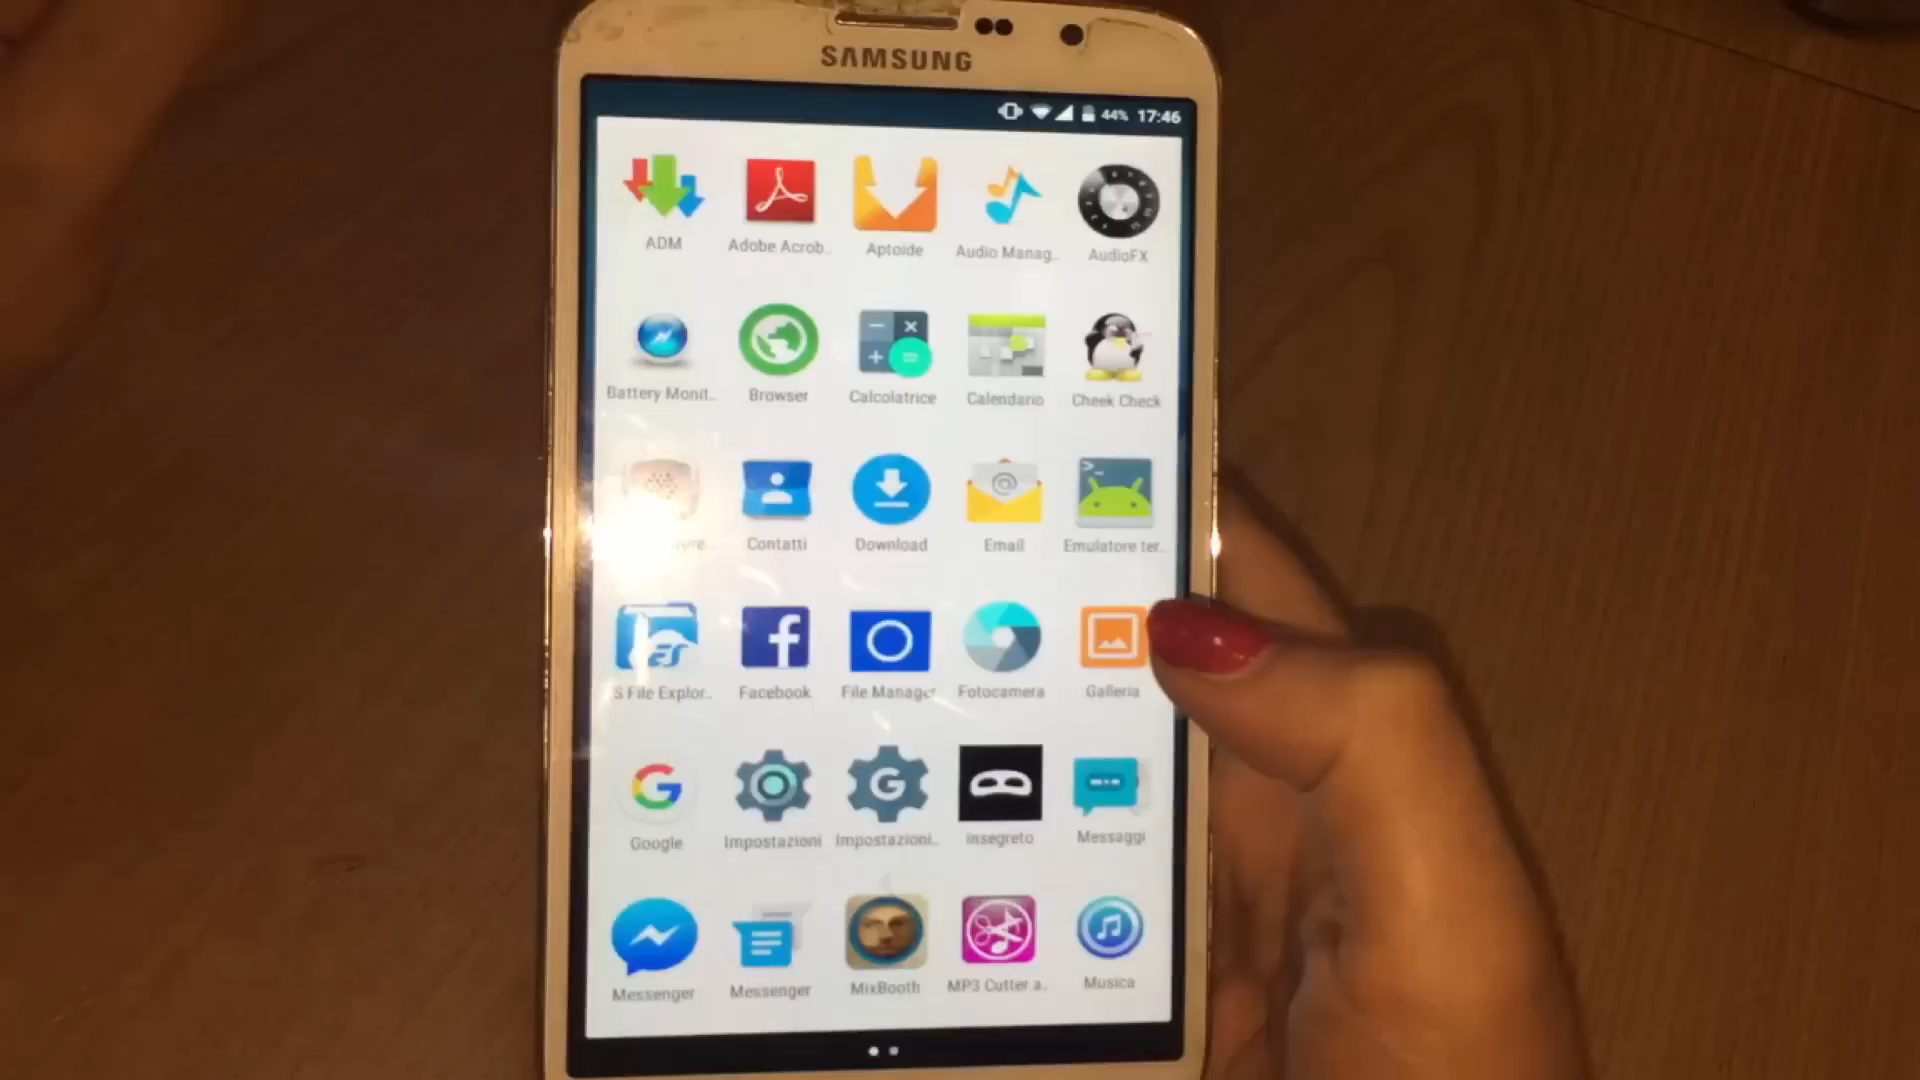 SAMSUNG
44% 17:46
ADM Adobe Acrob.. Aptoide Audio Manag.. AudioFX
Battery Monit.. Browser Calcolatrice Calendario Cheek Check
Contatti Download Email Emulatore ter..
S File Explor.. Facebook File Manager Fotocamera Galleria
Google Impostazioni Impostazioni.. insegreto Messaggi
Messenger Messenger MixBooth MP3 Cutter a.. Musica